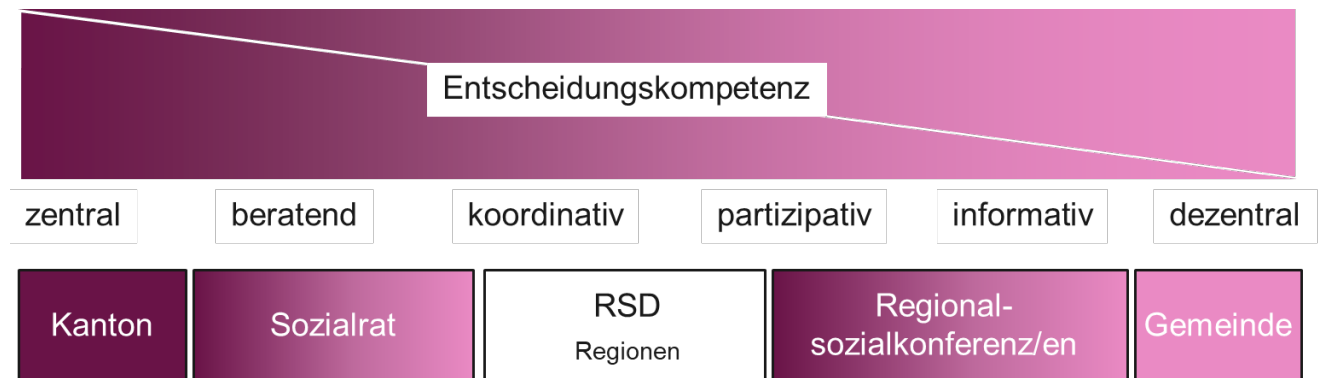 Entscheidungskompetenz
zentral
beratend
koordinativ
partizipativ
informativ
dezentral
Kanton
Sozialrat
RSD
Regionen
Regional-
sozialkonferenz/en
Gemeinde